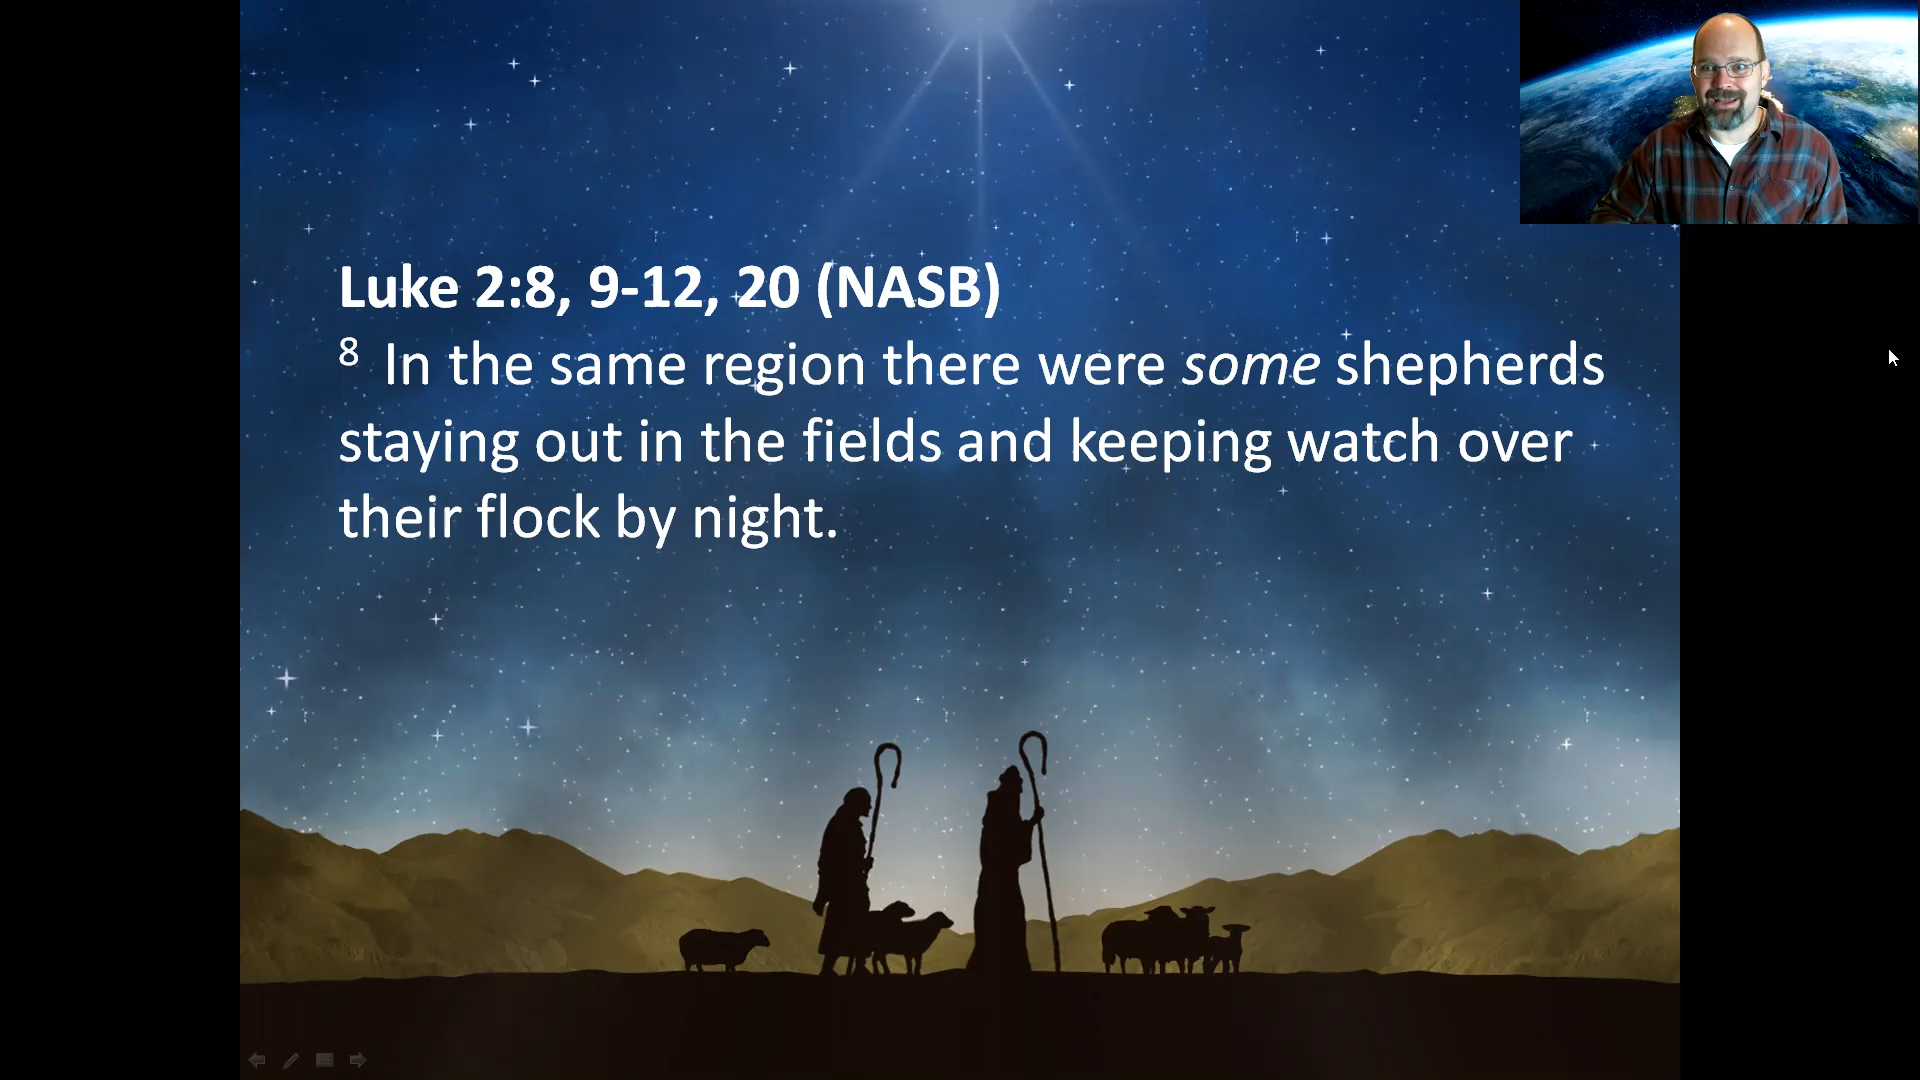 Luke 2:8, 9-12, 20 (NASB)
8 In the same region there were some shepherds
staying out in the fields and keeping watch over
their flock by night.